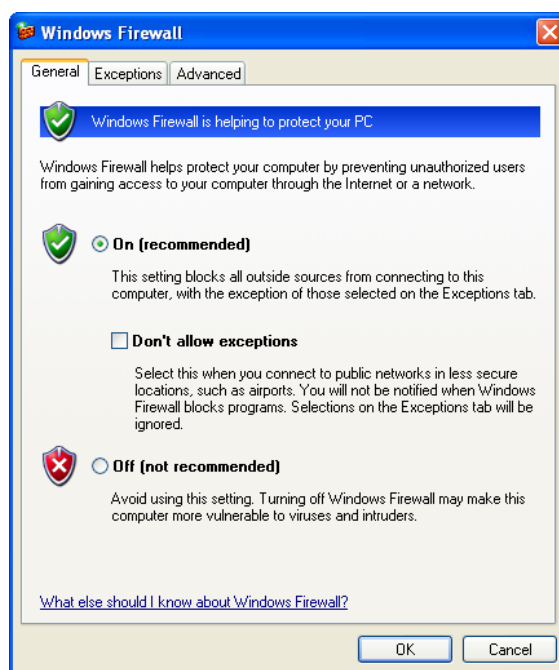 Windows Firewall
General Exceptions Advanced
Windows Firewall is helping to protect your PC
Windows Firewall helps protect your computer by preventing unauthorized users
from gaining access to your computer through the Internet or a network.
On (recommended)
This setting blocks all outside sources from connecting to this
computer, with the exception of those selected on the Exceptions tab.
Don't allow exceptions
Select this when you connect to public networks in less secure
locations, such as airports. You will not be notified when Windows
Firewall blocks programs. Selections on the Exceptions tab will be
ignored.
Off (not recommended)
Avoid using this setting. Turning off Windows Firewall may make this
computer more vulnerable to viruses and intruders.
What else should I know about Windows Firewall?
OK Cancel